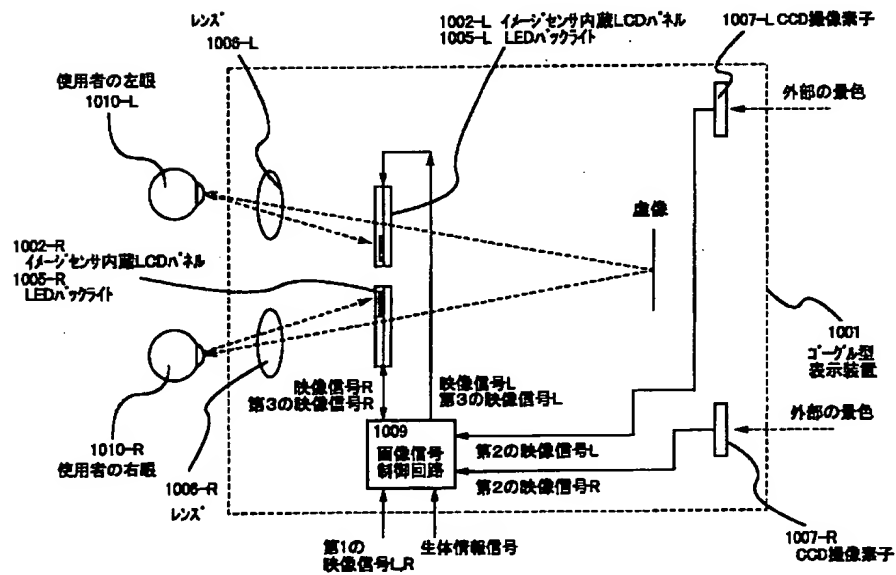 レンズ
1006-L
1002-L イメージセンサ内蔵LCDパネル
1005-L LEDバックライト
1007-L CCD撮像素子
使用者の左眼
1010-L
外部の景色
虚像
1002-R
イメージセンサ内蔵LCDパネル
1005-R
LEDバックライト
1001
ゴーグル型
表示装置
映像信号R
第3の映像信号R
映像信号L
第3の映像信号L
外部の景色
1010-R
使用者の右眼
1006-R
レンズ
1009
画像信号
制御回路
第2の映像信号L
第2の映像信号R
第1の
映像信号L,R
生体情報信号
1007-R
CCD撮像素子